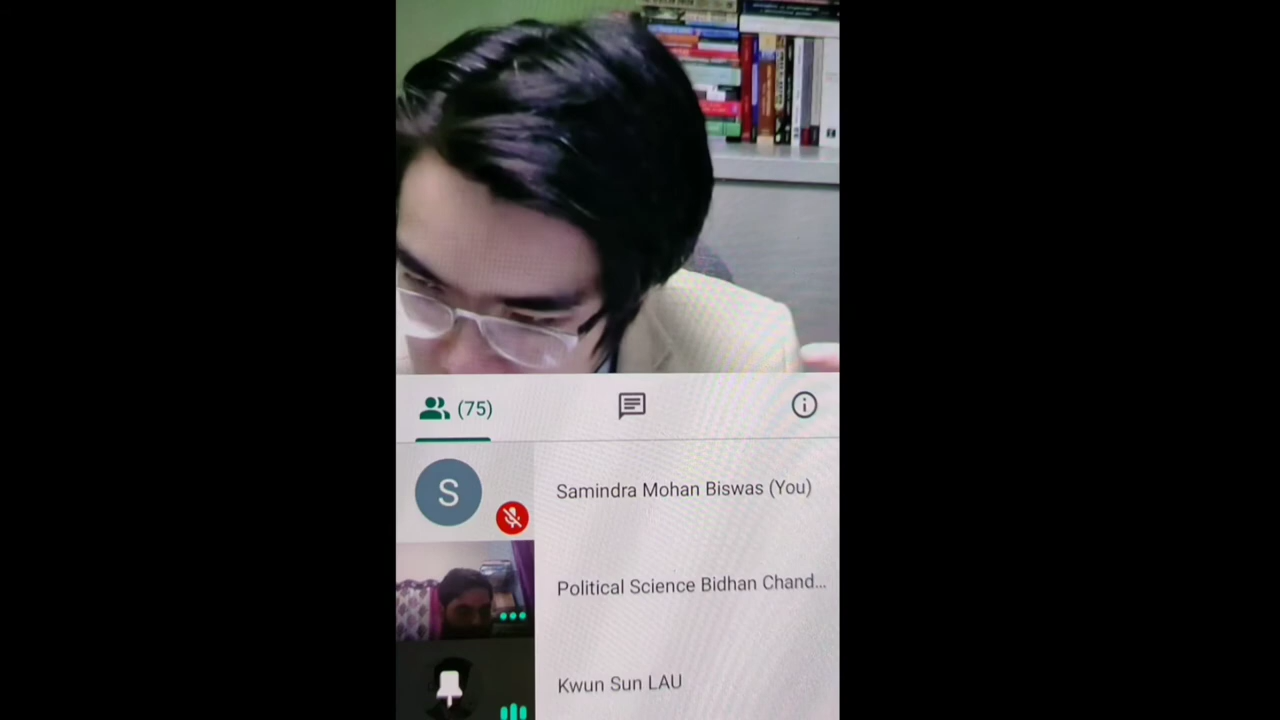 (75)
S
Samindra Mohan Biswas (You)
Political Science Bidhan Chand...
Kwun Sun LAU